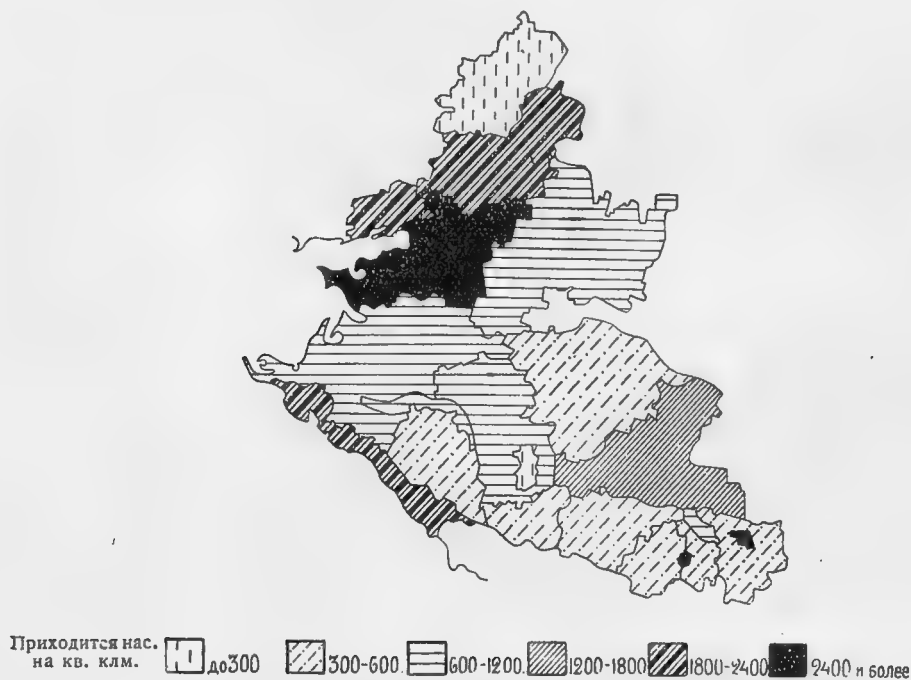 Приходится нас.
на кв. клм.
до300
300-600.
600-1200.
1200-1800
1800-2400
2400 и более